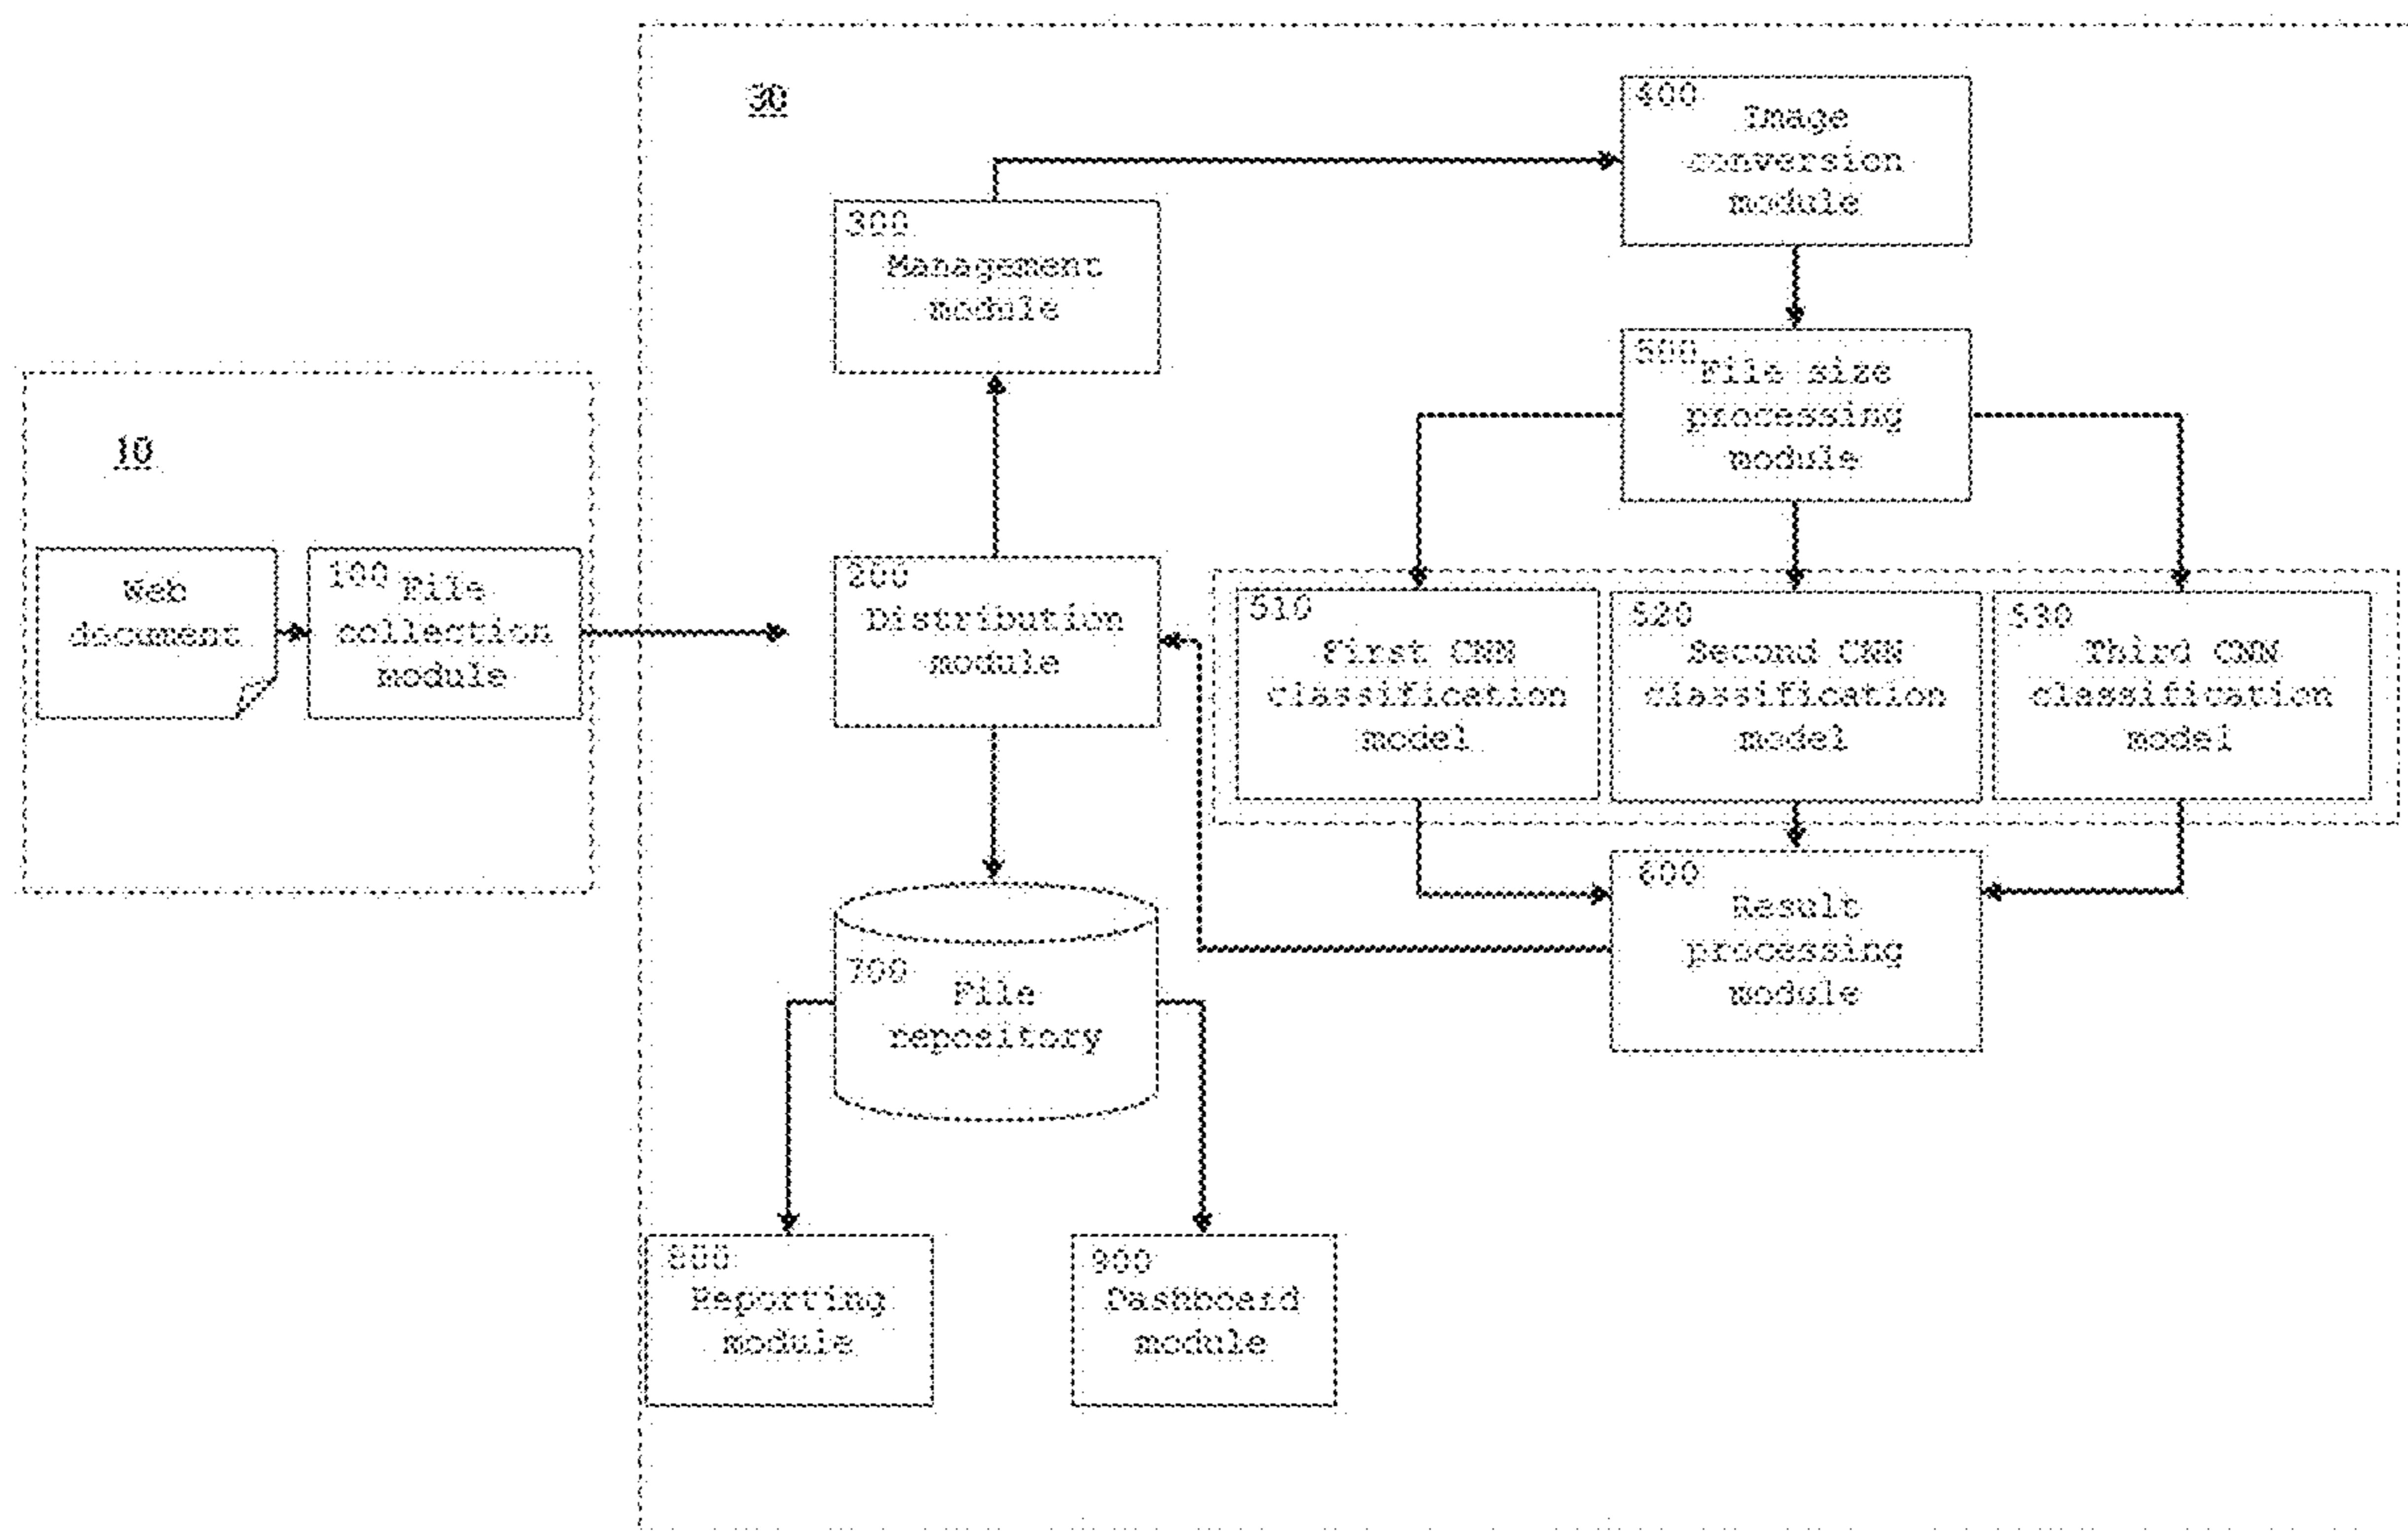 10
Web
document
100
File
collection
module
300
Management
module
200
Distribution
module
700
File
repository
800
Reporting
module
900
Dashboard
module
400
Image
conversion
module
500
File size
processing
module
510
First CNN
classification
model
520
Second CNN
classification
model
530
Third CNN
classification
model
600
Result
processing
module